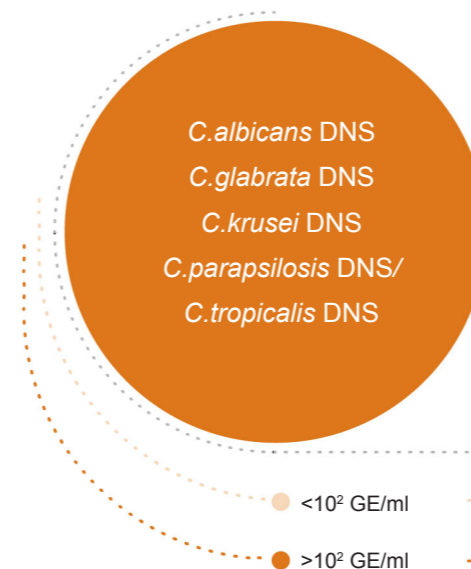 C.albicans DNS
C.glabrata DNS
C.krusei DNS
C.parapsilosis DNS/
C.tropicalis DNS
<10² GE/ml
>10² GE/ml